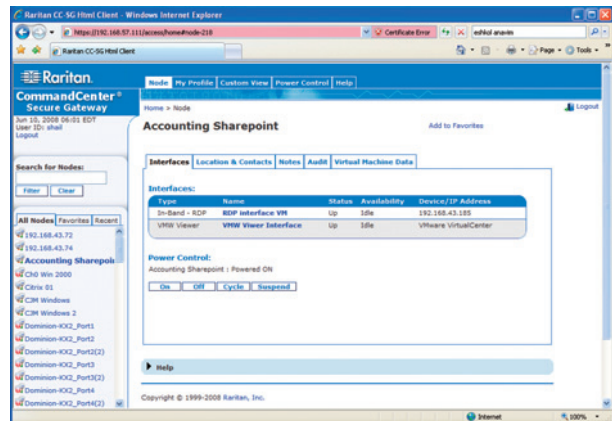 Raritan CC-SG Html Client - Windows Internet Explorer
https://192.168.57.111/access/home#node-218
Certificate Error
eshkol anavim
Raritan CC-SG Html Client
Page
Tools
Raritan.
CommandCenter®
Secure Gateway
Jun 10, 2008 06:01 EDT
User ID: shail
Logout
Search for Nodes:
Filter Clear
All Nodes Favorites Recent
192.168.43.72
192.168.43.74
Accounting Sharepoi
Ch0 Win 2000
Citrix 01
CJM Windows
CJM Windows 2
Dominion-KX2_Port1
Dominion-KX2_Port2
Dominion-KX2_Port2(2)
Dominion-KX2_Port3
Dominion-KX2_Port3(2)
Dominion-KX2_Port4
Dominion-KX2_Port4(2)
Node My Profile Custom View Power Control Help
Home > Node
Logout
Accounting Sharepoint
Add to Favorites
Interfaces Location & Contacts Notes Audit Virtual Machine Data
Interfaces:
Type Name Status Availability Device/IP Address
In-Band - RDP RDP interface VM Up Idle 192.168.43.185
VMW Viewer VMW Viwer Interface Up Idle VMware VirtualCenter
Power Control:
Accounting Sharepoint : Powered ON
On Off Cycle Suspend
Help
Copyright © 1999-2008 Raritan, Inc.
Internet
100%